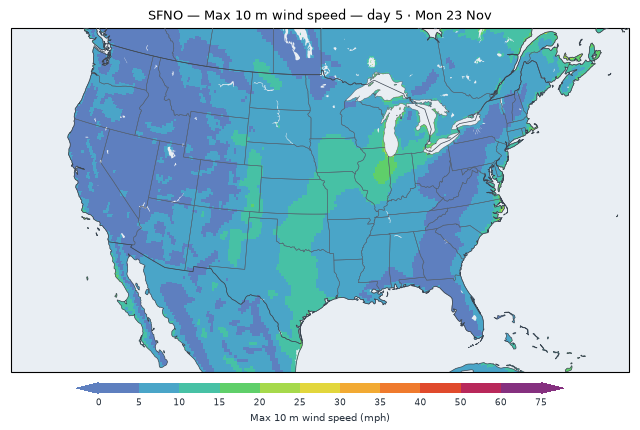 SFNO — Max 10 m wind speed — day 5 · Mon 23 Nov
0 5 10 15 20 25 30 35 40 50 60 75
Max 10 m wind speed (mph)